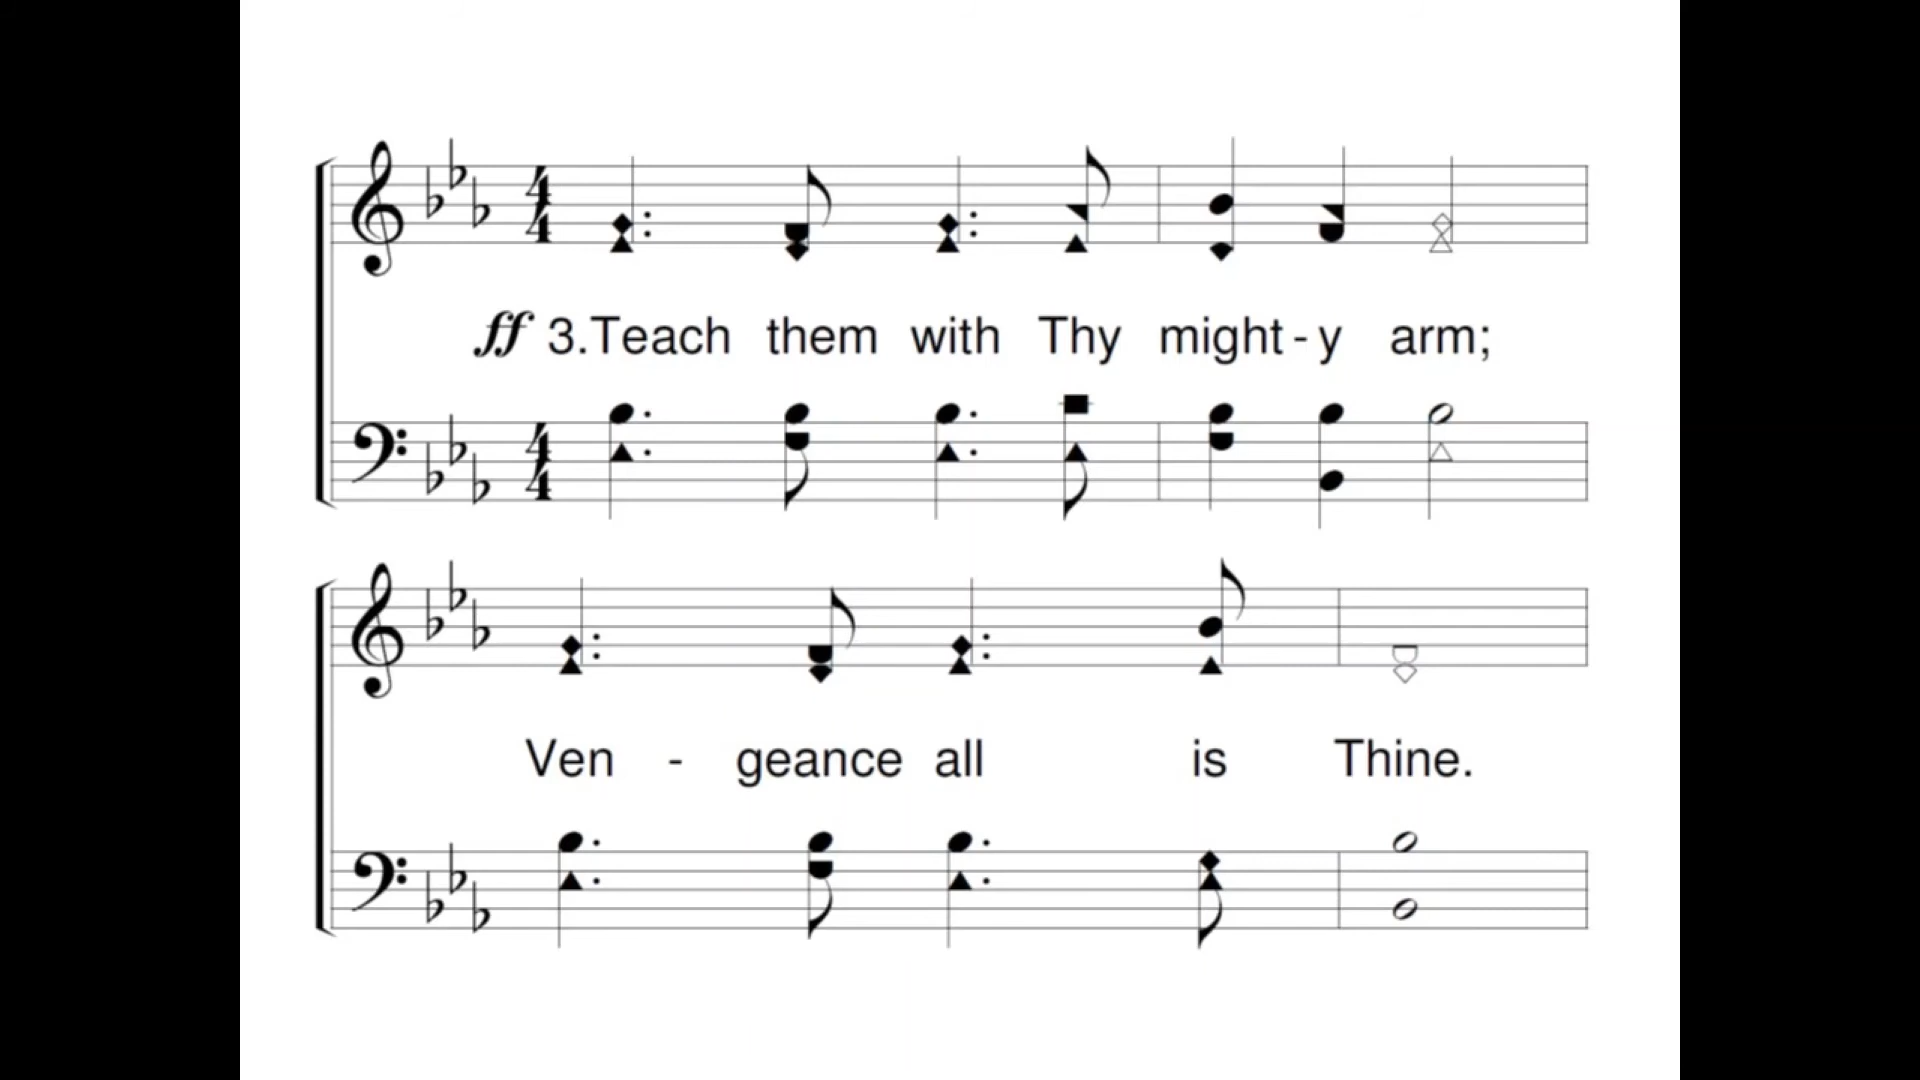 ff 3.Teach them with Thy might-y arm;
Ven - geance all is Thine.